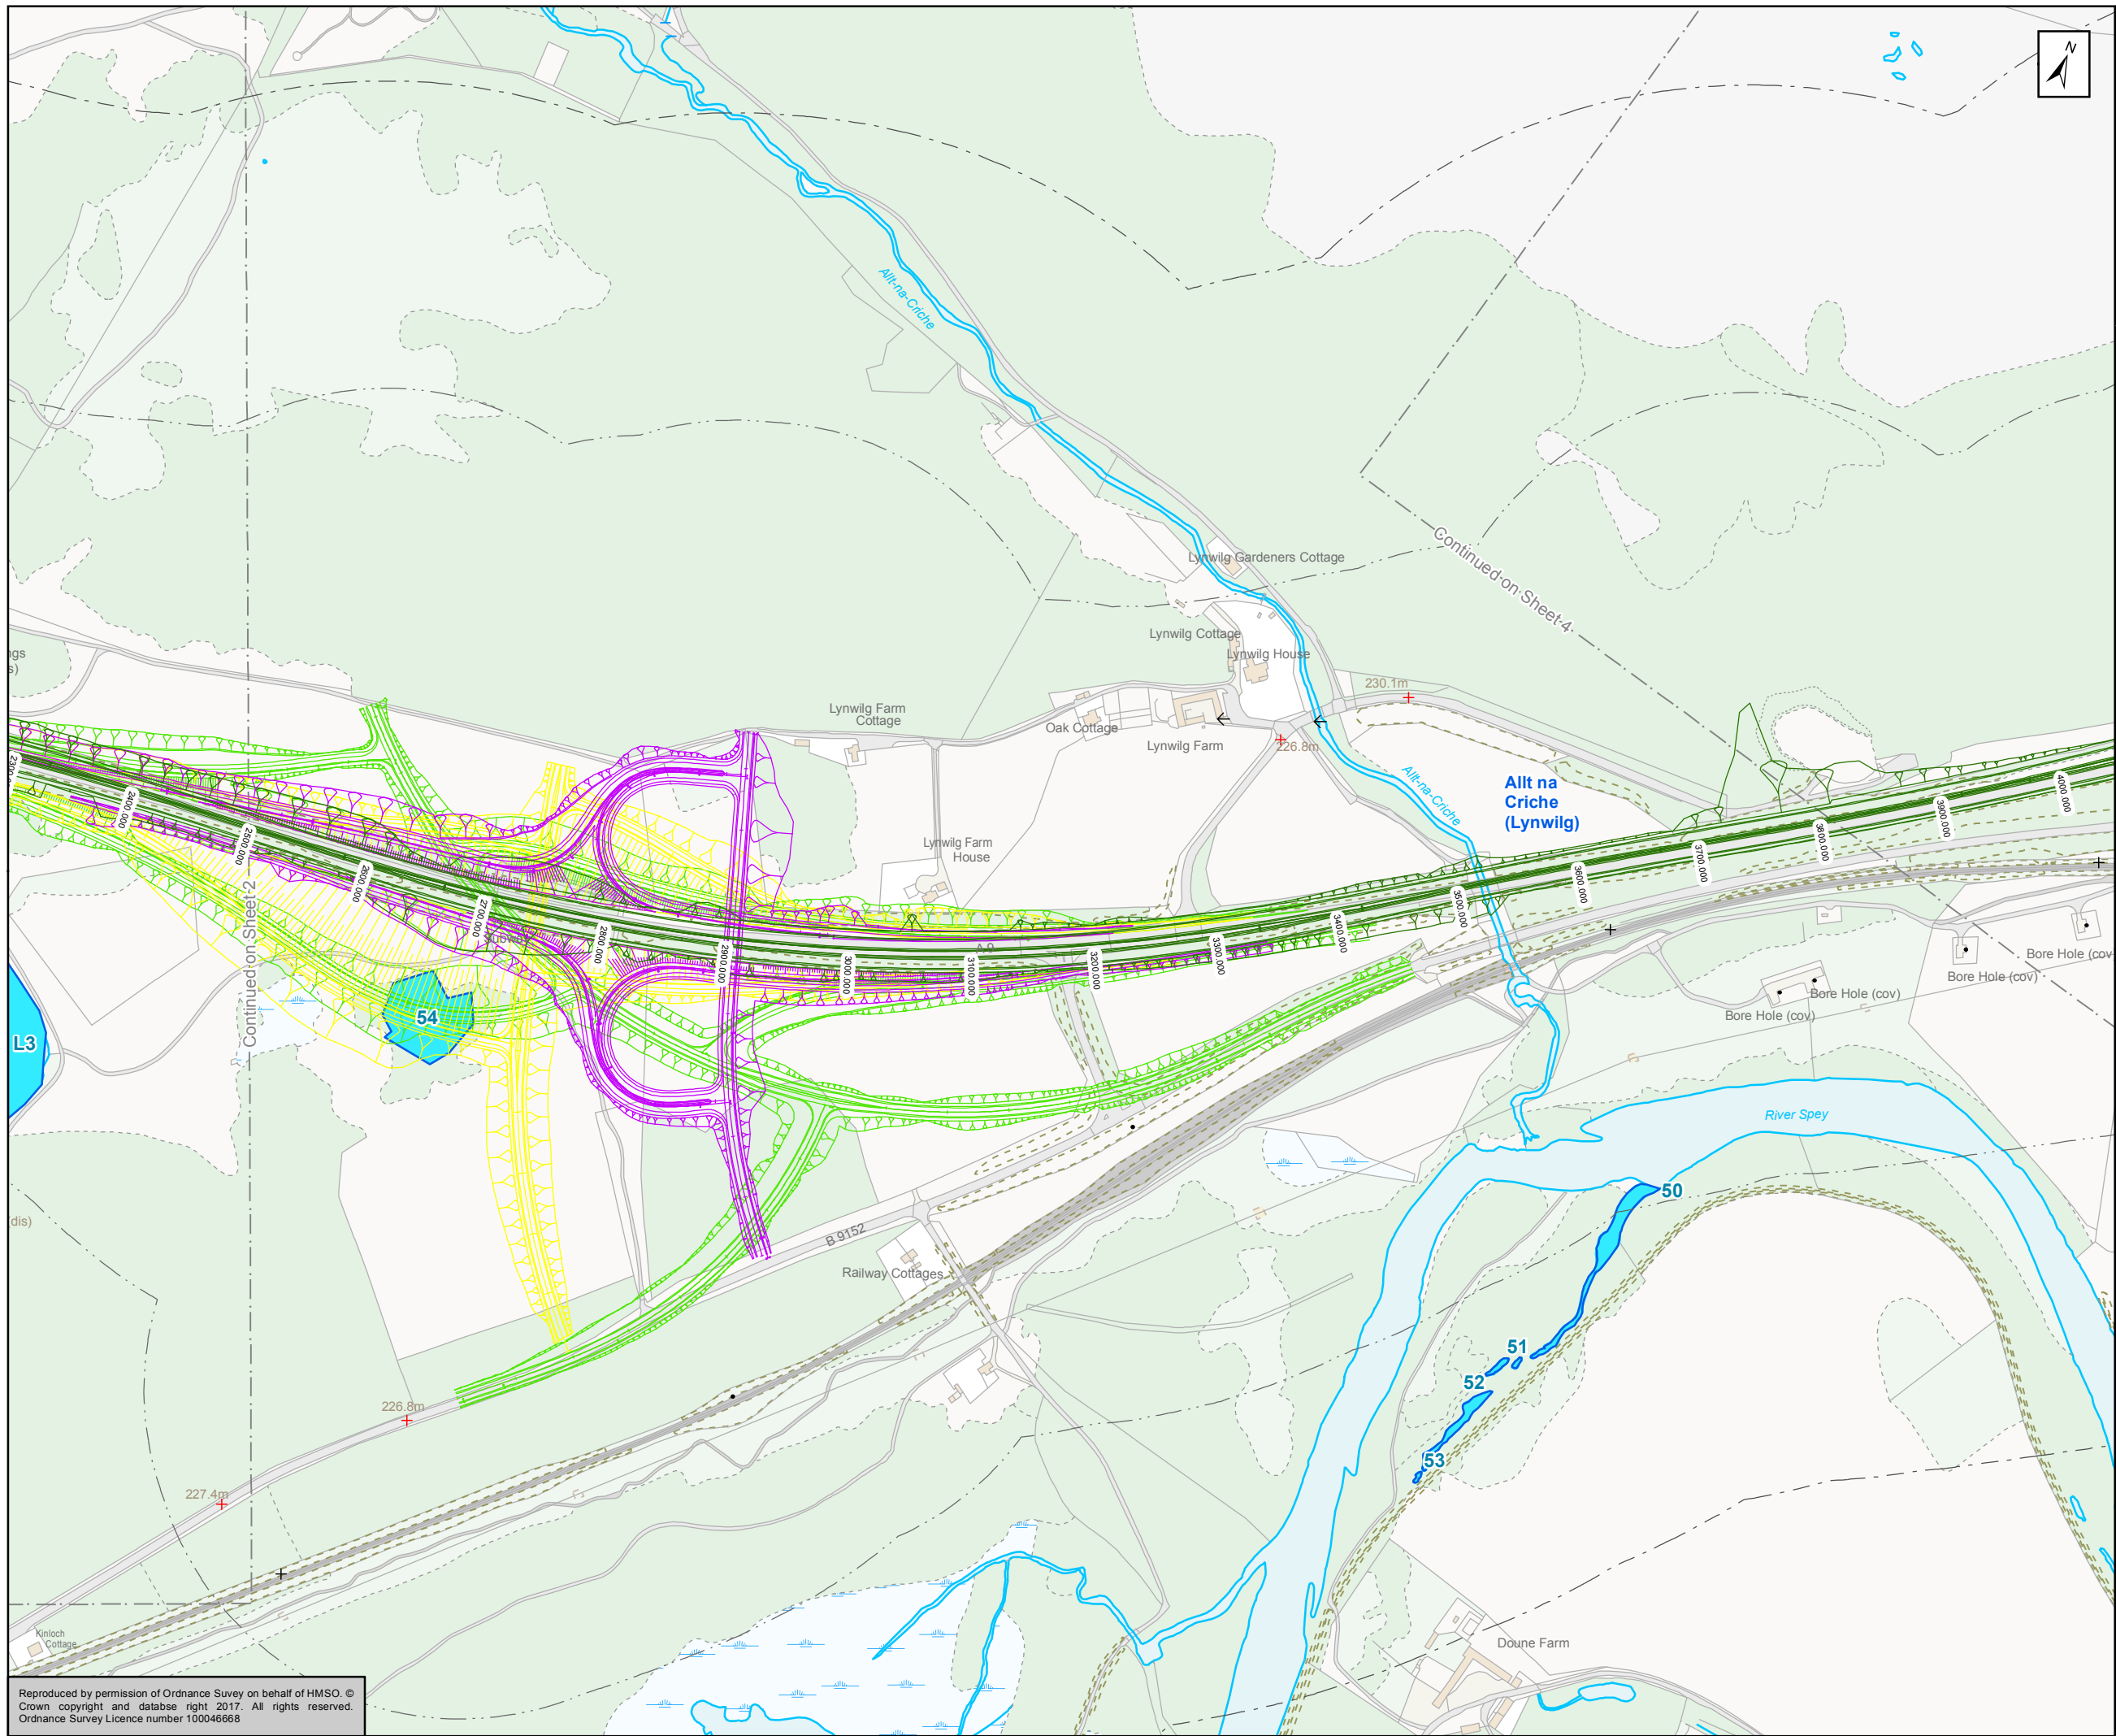 N
Allt-na-Criche
Continued on Sheet 4
Lynwilg Gardeners Cottage
Lynwilg Cottage
Lynwilg House
ngs
s)
230.1m
Lynwilg Farm
Cottage
Oak Cottage
Lynwilg Farm
226.8m
Allt-na-Criche
Allt na
Criche
(Lynwilg)
2400.000
2500.000
2600.000
2700.000
2800.000
2900.000
3000.000
3100.000
3200.000
3300.000
3400.000
3500.000
3600.000
3700.000
3800.000
3900.000
4000.000
Lynwilg Farm
House
Subway
A 9
Continued on Sheet 2
Bore Hole (cov
Bore Hole (cov)
Bore Hole (cov)
Bore Hole (cov)
54
L3
River Spey
50
(dis)
B 9152
Railway Cottages
51
52
53
226.8m
227.4m
Kinloch
Cottage
Doune Farm
Reproduced by permission of Ordnance Suvey on behalf of HMSO. ©
Crown copyright and databse right 2017. All rights reserved.
Ordnance Survey Licence number 100046668